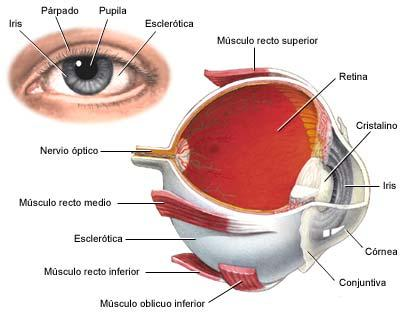 Párpado
Pupila
Iris
Esclerótica
Músculo recto superior
Retina
Cristalino
Nervio óptico
Iris
Músculo recto medio
Esclerótica
Córnea
Músculo recto inferior
Conjuntiva
Músculo oblicuo inferior